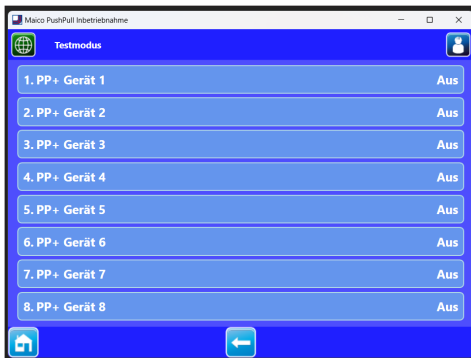 Maico PushPull Inbetriebnahme
Testmodus
1. PP+ Gerät 1 Aus
2. PP+ Gerät 2 Aus
3. PP+ Gerät 3 Aus
4. PP+ Gerät 4 Aus
5. PP+ Gerät 5 Aus
6. PP+ Gerät 6 Aus
7. PP+ Gerät 7 Aus
8. PP+ Gerät 8 Aus